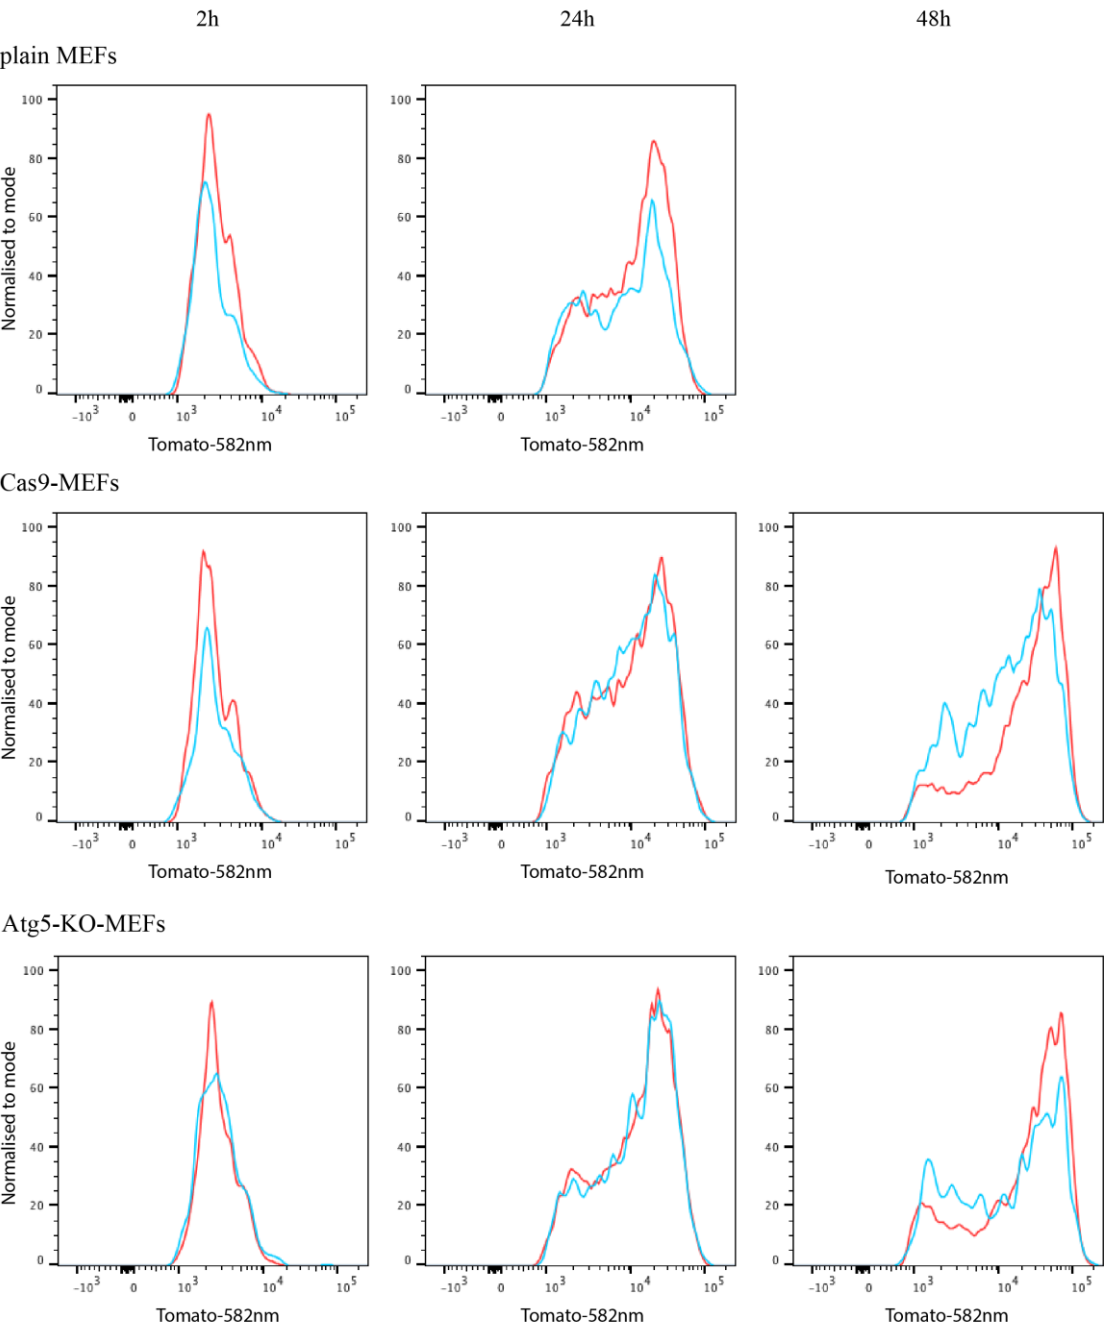 2h 24h 48h
plain MEFs
Normalised to mode
100 80 60 40 20 0
-10³ 0 10³ 10⁴ 10⁵
Tomato-582nm
100 80 60 40 20 0
-10³ 0 10³ 10⁴ 10⁵
Tomato-582nm
Cas9-MEFs
Normalised to mode
100 80 60 40 20 0
-10³ 0 10³ 10⁴ 10⁵
Tomato-582nm
100 80 60 40 20 0
-10³ 0 10³ 10⁴ 10⁵
Tomato-582nm
100 80 60 40 20 0
-10³ 0 10³ 10⁴ 10⁵
Tomato-582nm
Atg5-KO-MEFs
Normalised to mode
100 80 60 40 20 0
-10³ 0 10³ 10⁴ 10⁵
Tomato-582nm
100 80 60 40 20 0
-10³ 0 10³ 10⁴ 10⁵
Tomato-582nm
100 80 60 40 20 0
-10³ 0 10³ 10⁴ 10⁵
Tomato-582nm